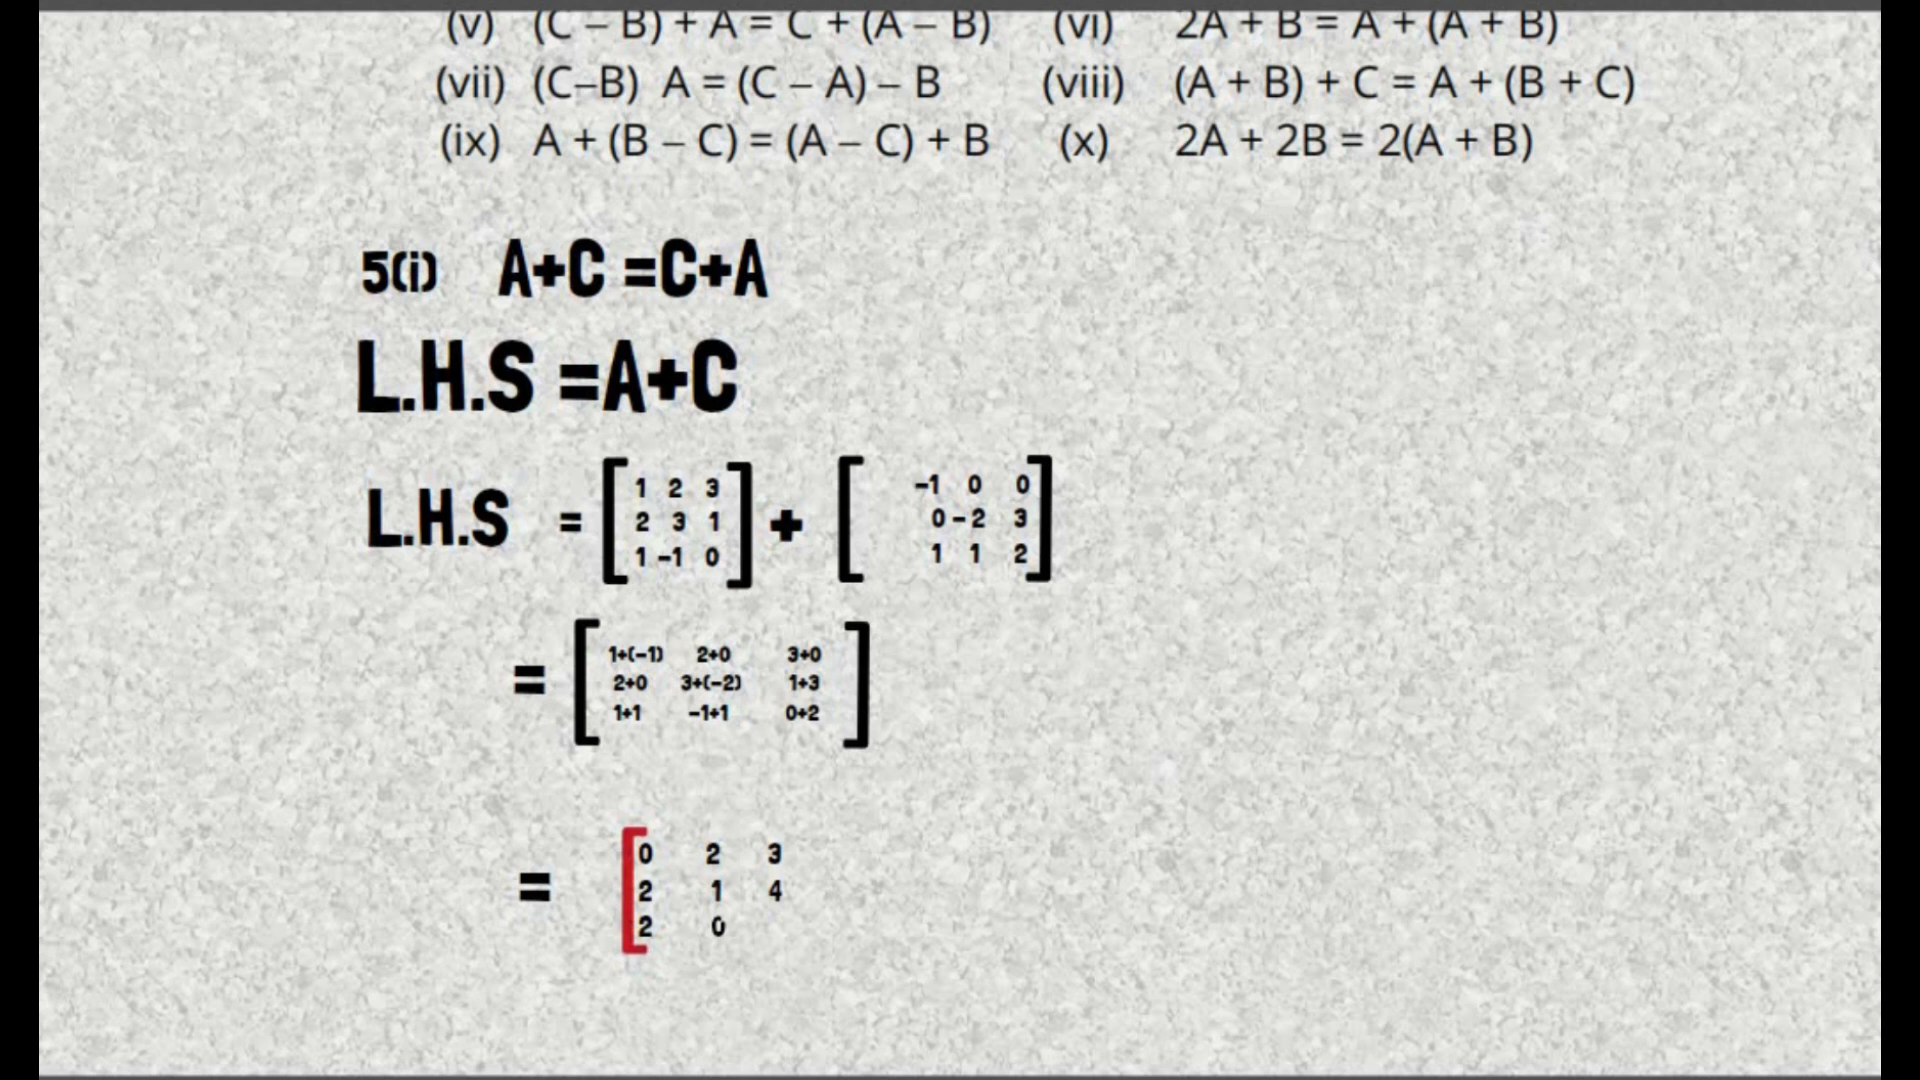 (v) (C – B) + A = C + (A – B) (vi) 2A + B = A + (A + B)
(vii) (C–B) A = (C – A) – B (viii) (A + B) + C = A + (B + C)
(ix) A + (B – C) = (A – C) + B (x) 2A + 2B = 2(A + B)
5(i) A+C =C+A
L.H.S =A+C
L.H.S = [ 1 2 3 ] + [ -1 0 0 ]
2 3 1 0 -2 3
1 -1 0 1 1 2
= [ 1+(-1) 2+0 3+0 ]
2+0 3+(-2) 1+3
1+1 -1+1 0+2
= [ 0 2 3
2 1 4
2 0